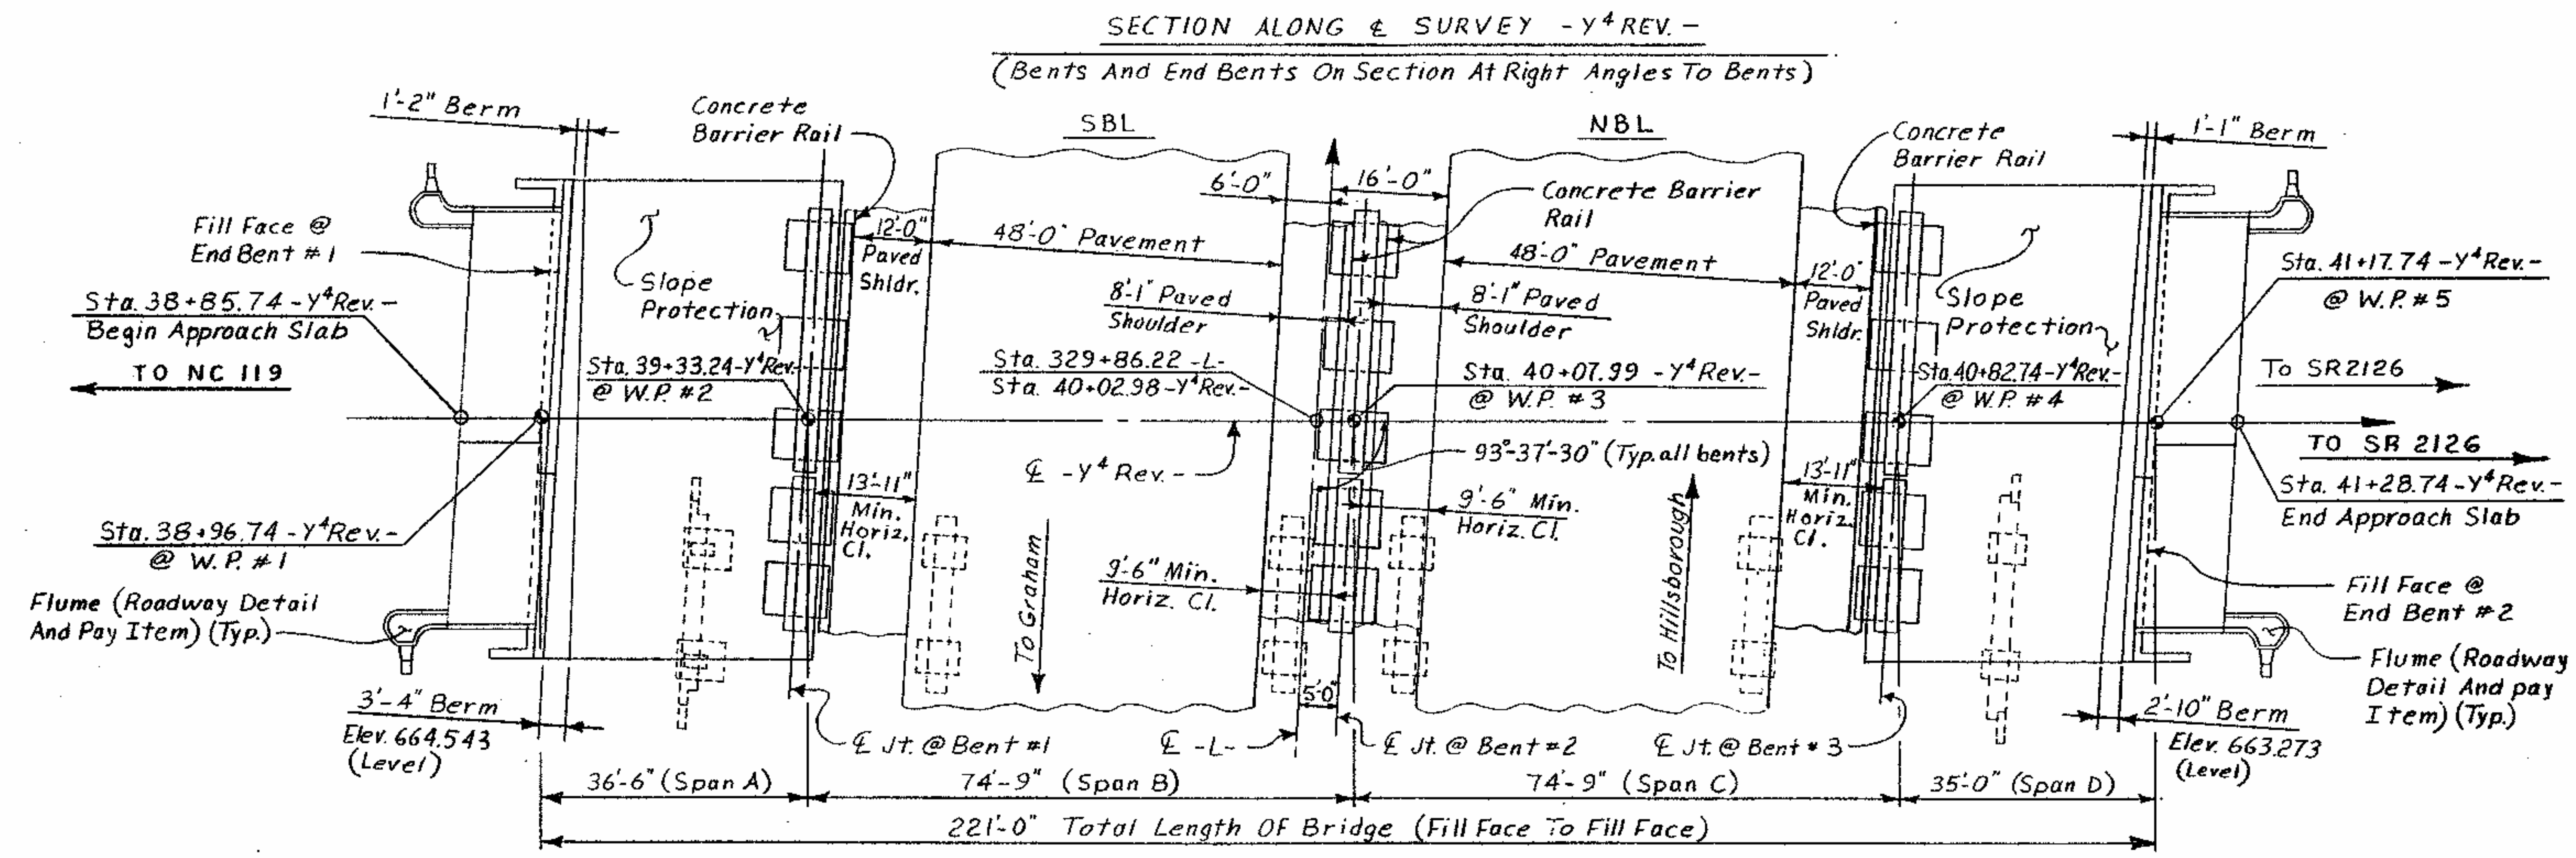 SECTION ALONG ℄ SURVEY - Y⁴ REV. -
(Bents And End Bents On Section At Right Angles To Bents)
1'-2" Berm
Concrete
Barrier Rail
SBL
NBL
Concrete
Barrier Rail
1'-1" Berm
6'-0"
16'-0"
Concrete Barrier
Rail
Fill Face @
End Bent #1
12'-0"
Paved
Shldr.
48'-0" Pavement
48'-0" Pavement
12'-0"
Paved
Shldr.
Slope
Protection
8'-1" Paved
Shoulder
8'-1" Paved
Shoulder
Slope
Protection
Sta. 41+17.74 -Y⁴Rev.-
@ W.P. #5
Sta. 38+85.74 -Y⁴Rev.-
Begin Approach Slab
TO NC 119
Sta. 39+33.24-Y⁴Rev.-
@ W.P. #2
Sta. 329+86.22 -L-
Sta. 40+02.98 -Y⁴Rev.-
Sta. 40+07.99 -Y⁴Rev.-
@ W.P. #3
Sta. 40+82.74-Y⁴Rev.-
@ W.P. #4
To SR2126
TO SR 2126
℄ -Y⁴ Rev. -
93°-37'-30" (Typ. all bents)
13'-11"
Min.
Horiz.
Cl.
9'-6" Min.
Horiz. Cl.
13'-11"
Min.
Horiz.
Cl.
Sta. 41+28.74-Y⁴Rev.-
End Approach Slab
Sta. 38+96.74 -Y⁴Rev.-
@ W.P. #1
To Graham
9'-6" Min.
Horiz. Cl.
To Hillsborough
Fill Face @
End Bent #2
Flume (Roadway Detail
And Pay Item) (Typ.)
Flume (Roadway
Detail And pay
Item) (Typ.)
3'-4" Berm
Elev. 664.543
(Level)
5'-0"
2'-10" Berm
Elev. 663.273
(Level)
℄ Jt. @ Bent #1
℄ -L-
℄ Jt. @ Bent #2
℄ Jt. @ Bent #3
36'-6" (Span A)
74'-9" (Span B)
74'-9" (Span C)
35'-0" (Span D)
221'-0" Total Length Of Bridge (Fill Face To Fill Face)